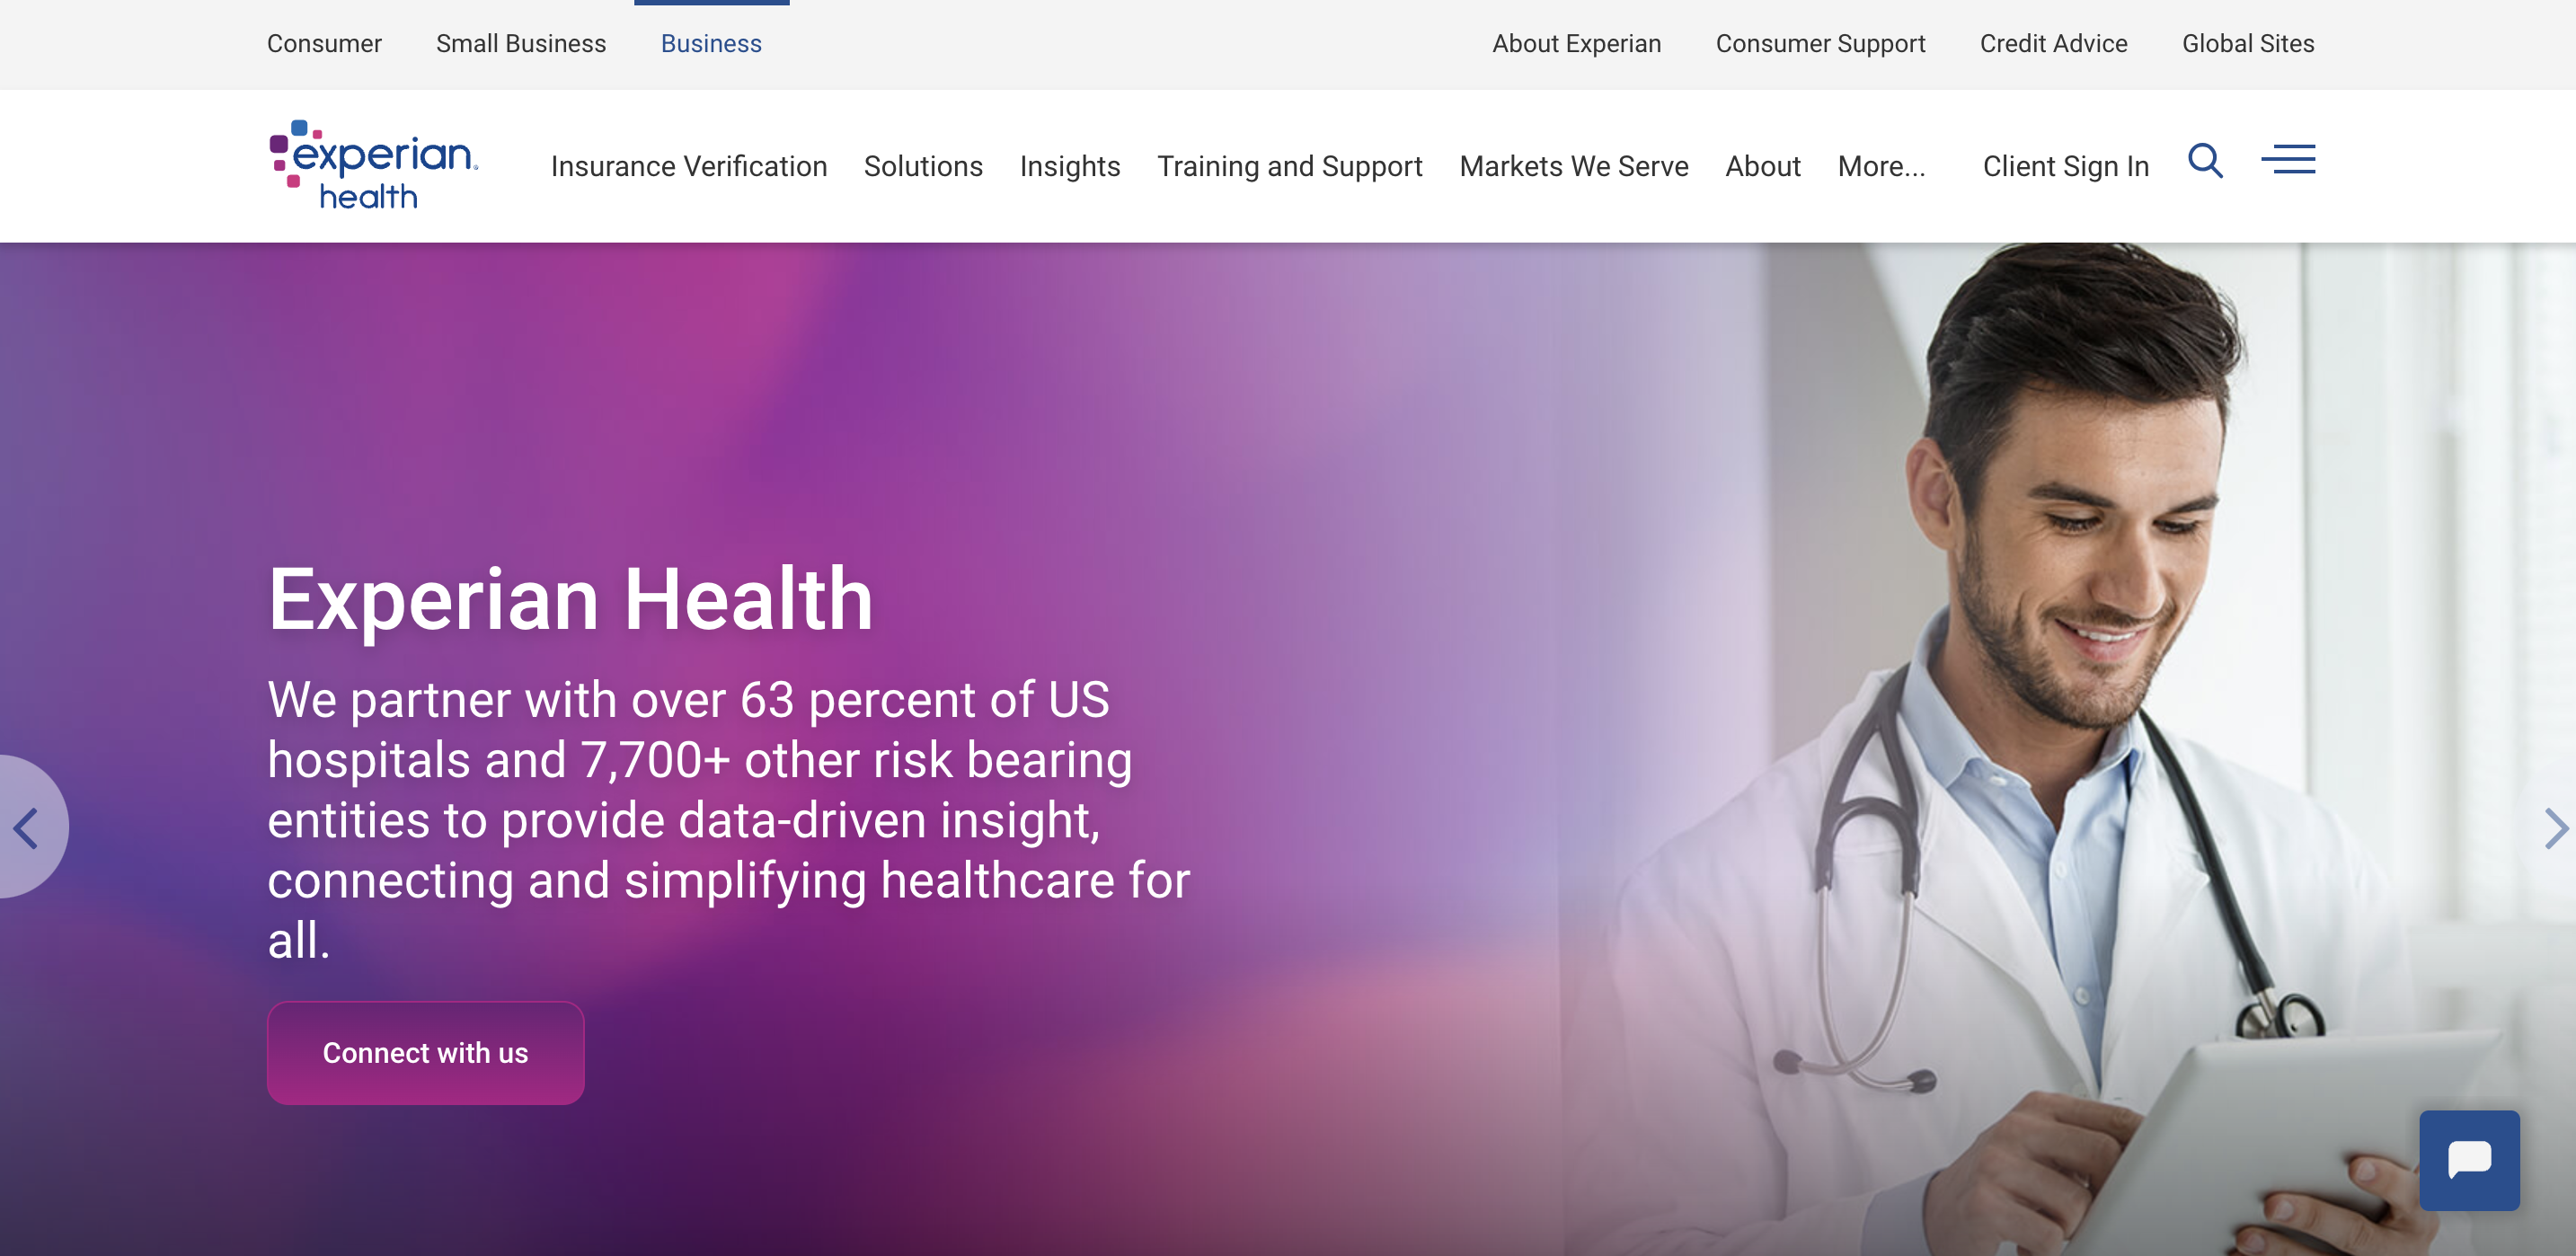 Consumer Small Business Business About Experian Consumer Support Credit Advice Global Sites
experian.
health
Insurance Verification Solutions Insights Training and Support Markets We Serve About More... Client Sign In
Experian Health
We partner with over 63 percent of US
hospitals and 7,700+ other risk bearing
entities to provide data-driven insight,
connecting and simplifying healthcare for
all.
Connect with us